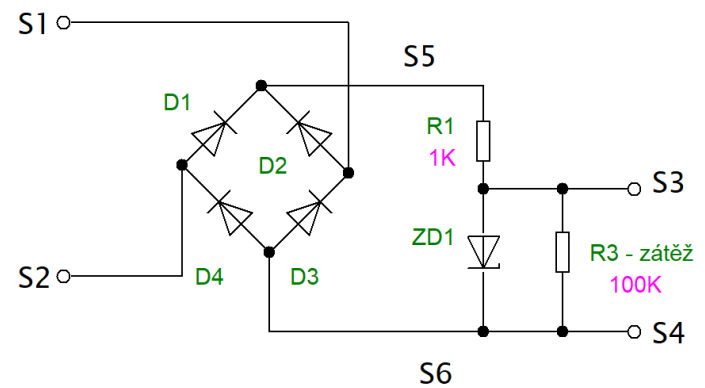 S1
S5
D1
R1
1K
D2
S3
ZD1
R3 - zátěž
100K
S2
D4
D3
S4
S6